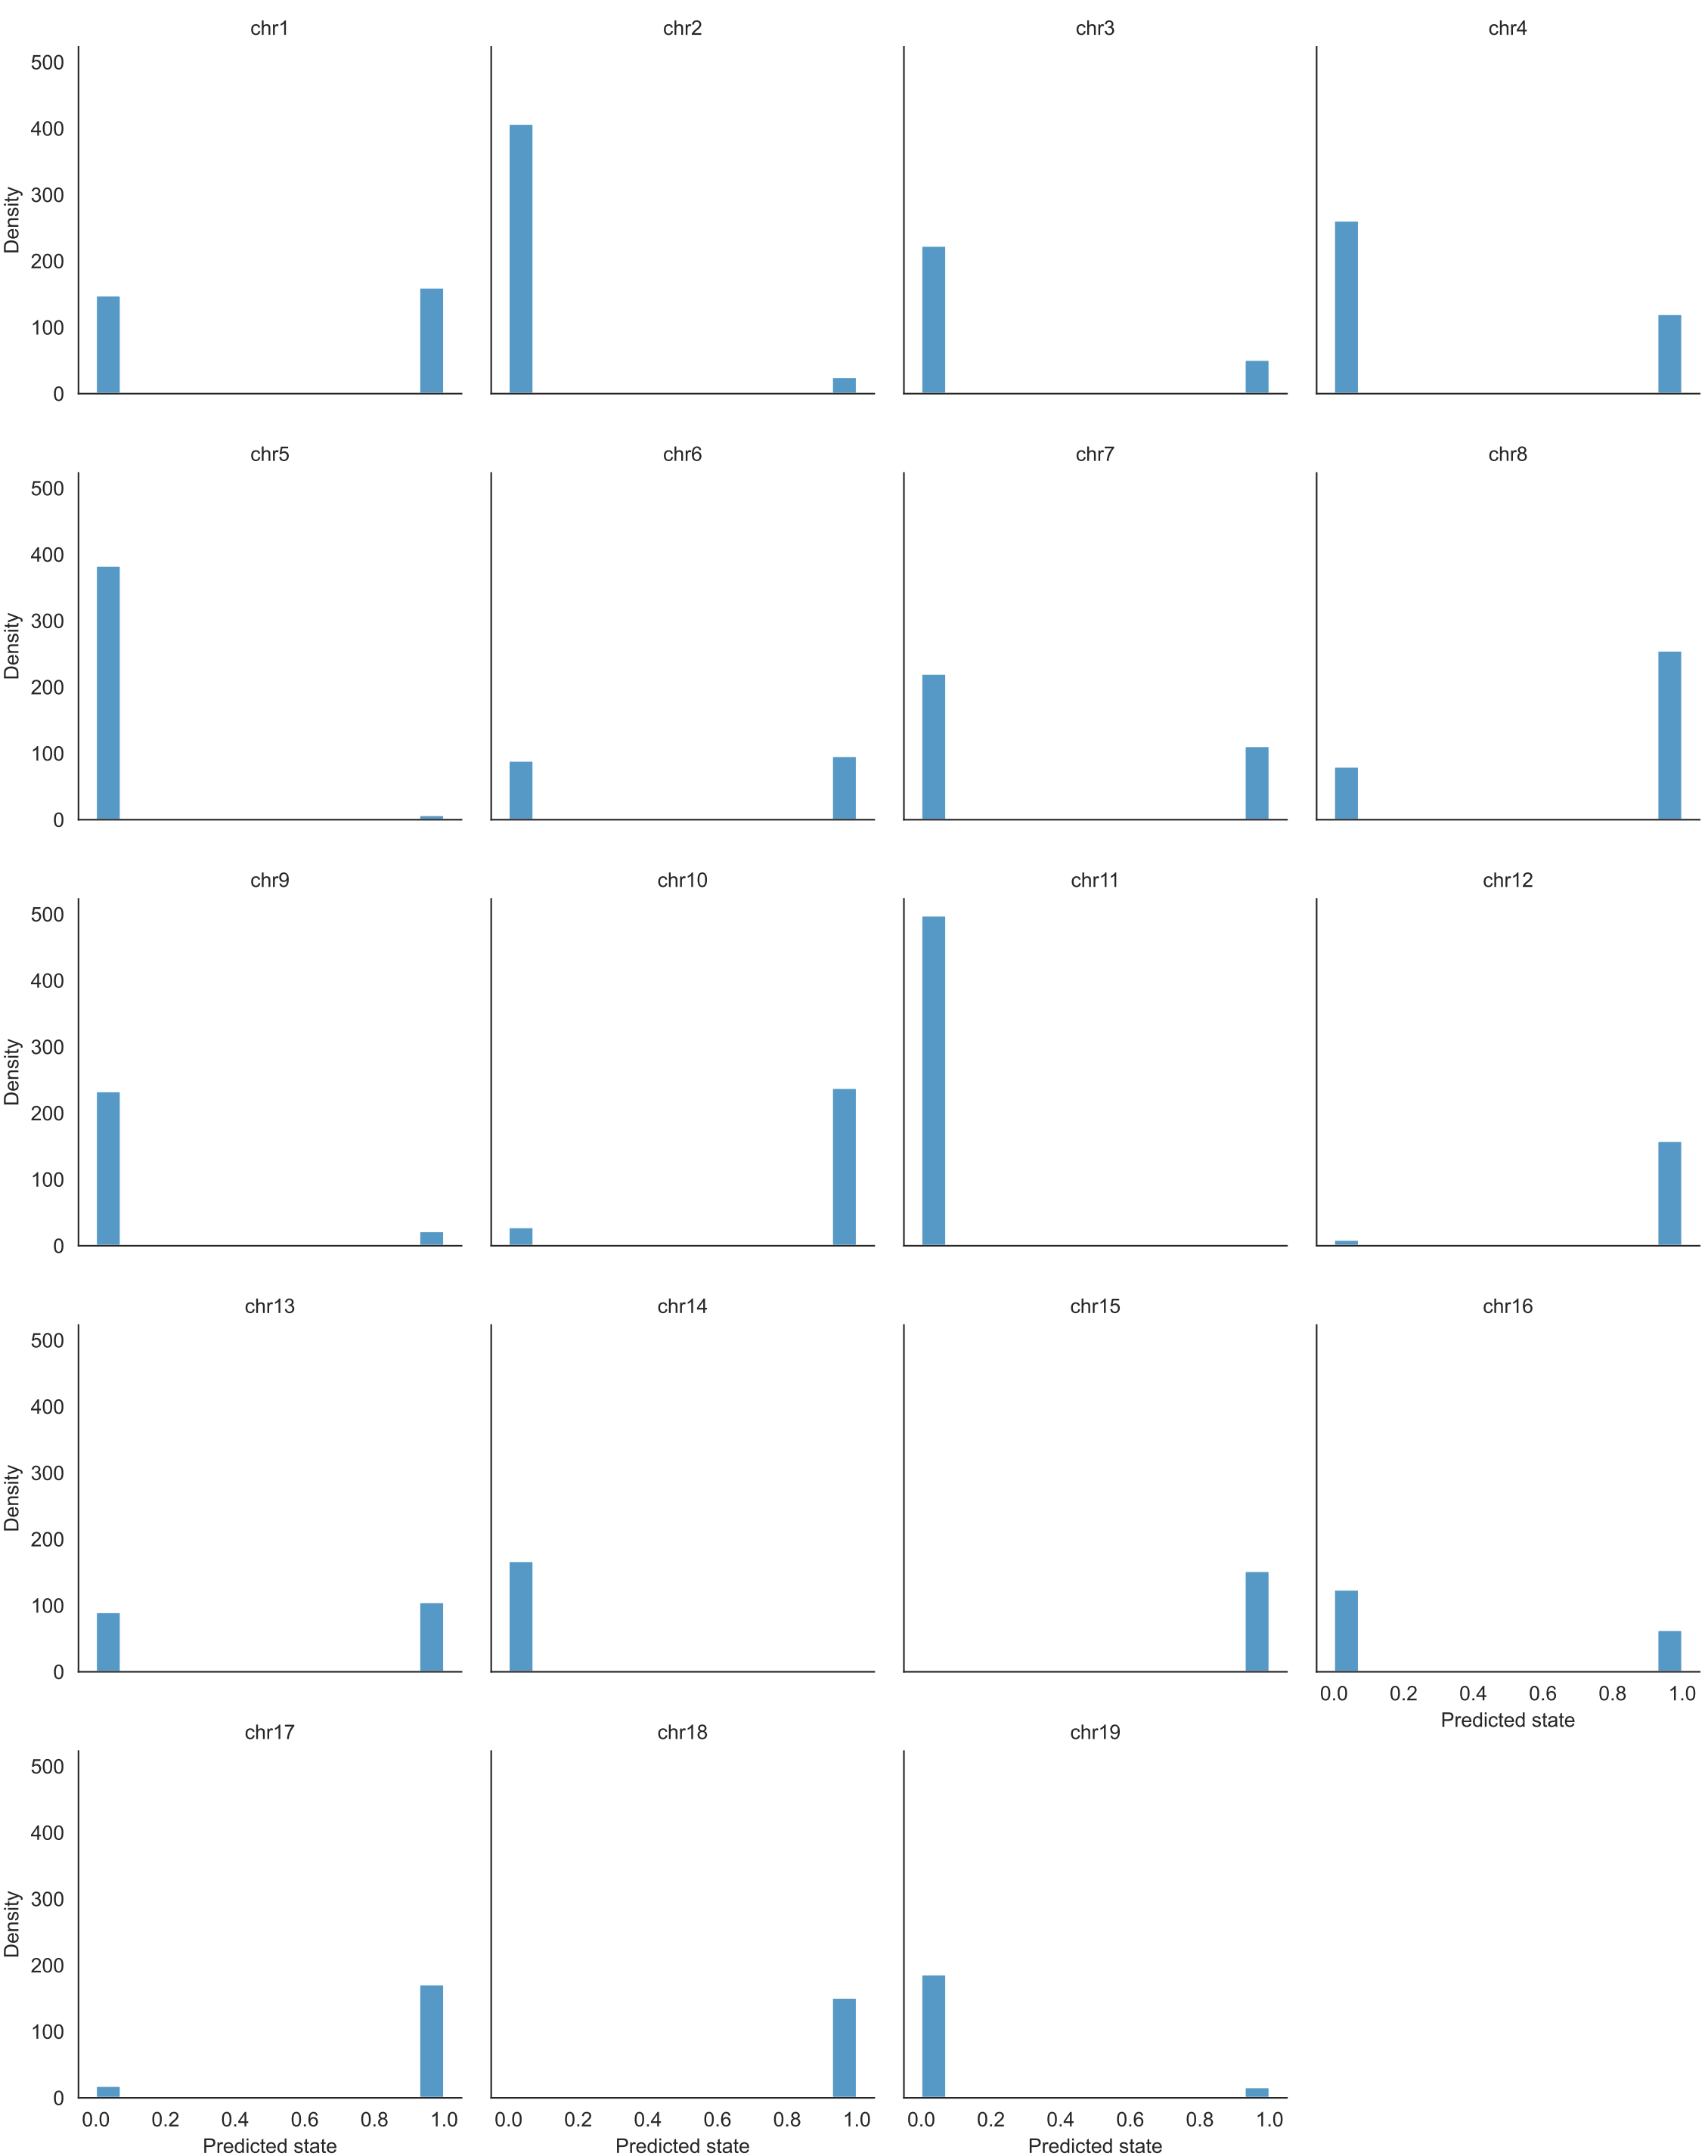 chr1 chr2 chr3 chr4
500
400
300
200
100
0
Density
chr5 chr6 chr7 chr8
500
400
300
200
100
0
Density
chr9 chr10 chr11 chr12
500
400
300
200
100
0
Density
chr13 chr14 chr15 chr16
500
400
300
200
100
0
Density
0.0 0.2 0.4 0.6 0.8 1.0
Predicted state
chr17 chr18 chr19
500
400
300
200
100
0
Density
0.0 0.2 0.4 0.6 0.8 1.0 0.0 0.2 0.4 0.6 0.8 1.0 0.0 0.2 0.4 0.6 0.8 1.0
Predicted state Predicted state Predicted state